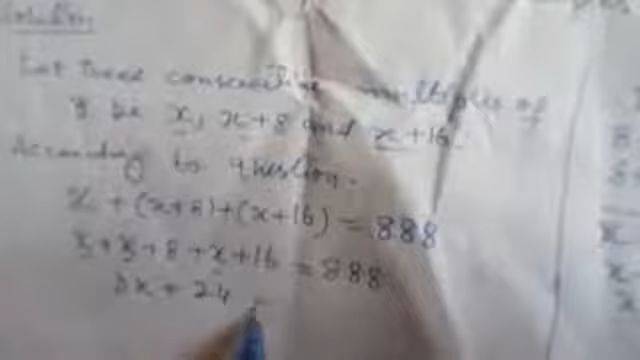 Solution
Let three consecutive multiples of
8 be x, x+8 and x+16.
According to question.
x + (x+8)+(x+16) = 888
x+x+8+x+16 = 888
3x + 24